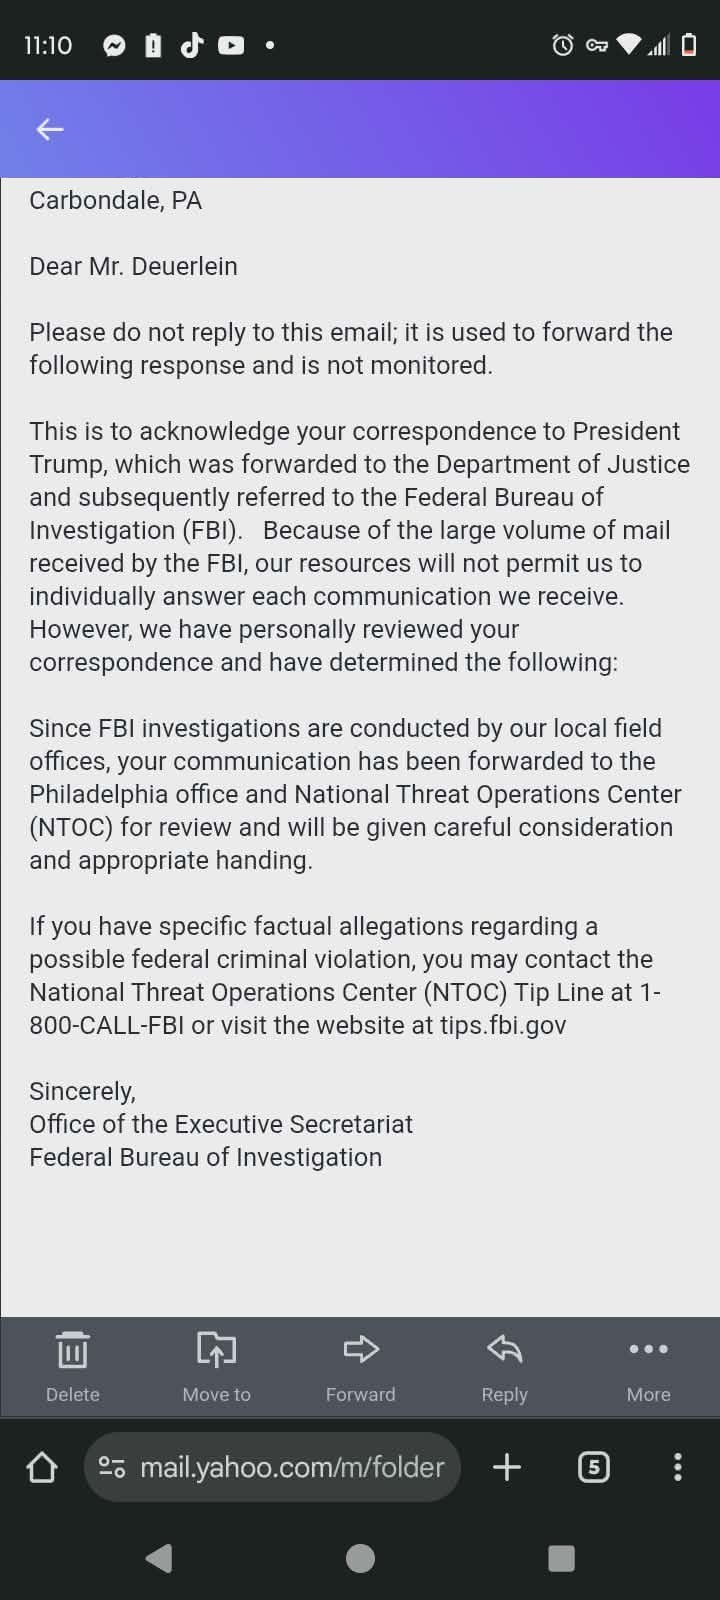 11:10
Carbondale, PA
Dear Mr. Deuerlein
Please do not reply to this email; it is used to forward the
following response and is not monitored.
This is to acknowledge your correspondence to President
Trump, which was forwarded to the Department of Justice
and subsequently referred to the Federal Bureau of
Investigation (FBI).   Because of the large volume of mail
received by the FBI, our resources will not permit us to
individually answer each communication we receive.
However, we have personally reviewed your
correspondence and have determined the following:
Since FBI investigations are conducted by our local field
offices, your communication has been forwarded to the
Philadelphia office and National Threat Operations Center
(NTOC) for review and will be given careful consideration
and appropriate handing.
If you have specific factual allegations regarding a
possible federal criminal violation, you may contact the
National Threat Operations Center (NTOC) Tip Line at 1-
800-CALL-FBI or visit the website at tips.fbi.gov
Sincerely,
Office of the Executive Secretariat
Federal Bureau of Investigation
Delete Move to Forward Reply More
mail.yahoo.com/m/folder 5